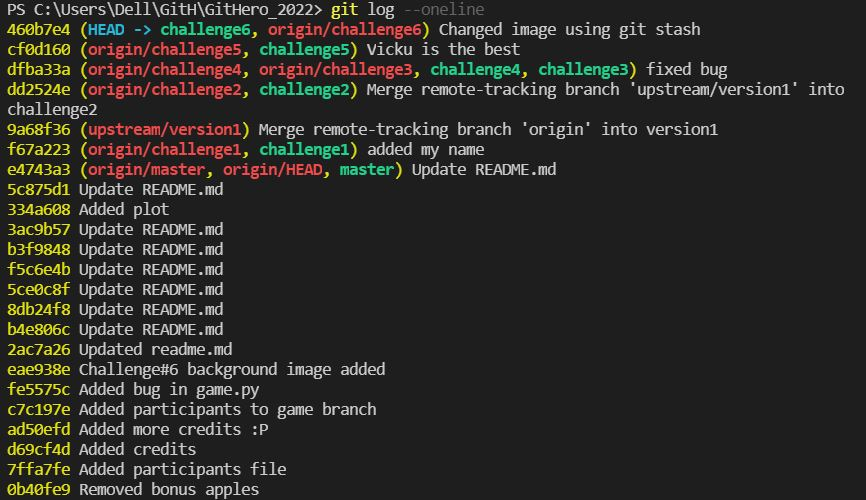 PS C:\Users\Dell\GitH\GitHero_2022> git log --oneline
460b7e4 (HEAD -> challenge6, origin/challenge6) Changed image using git stash
cf0d160 (origin/challenge5, challenge5) Vicku is the best
dfba33a (origin/challenge4, origin/challenge3, challenge4, challenge3) fixed bug
dd2524e (origin/challenge2, challenge2) Merge remote-tracking branch 'upstream/version1' into
challenge2
9a68f36 (upstream/version1) Merge remote-tracking branch 'origin' into version1
f67a223 (origin/challenge1, challenge1) added my name
e4743a3 (origin/master, origin/HEAD, master) Update README.md
5c875d1 Update README.md
334a608 Added plot
3ac9b57 Update README.md
b3f9848 Update README.md
f5c6e4b Update README.md
5ce0c8f Update README.md
8db24f8 Update README.md
b4e806c Update README.md
2ac7a26 Updated readme.md
eae938e Challenge#6 background image added
fe5575c Added bug in game.py
c7c197e Added participants to game branch
ad50efd Added more credits :P
d69cf4d Added credits
7ffa7fe Added participants file
0b40fe9 Removed bonus apples